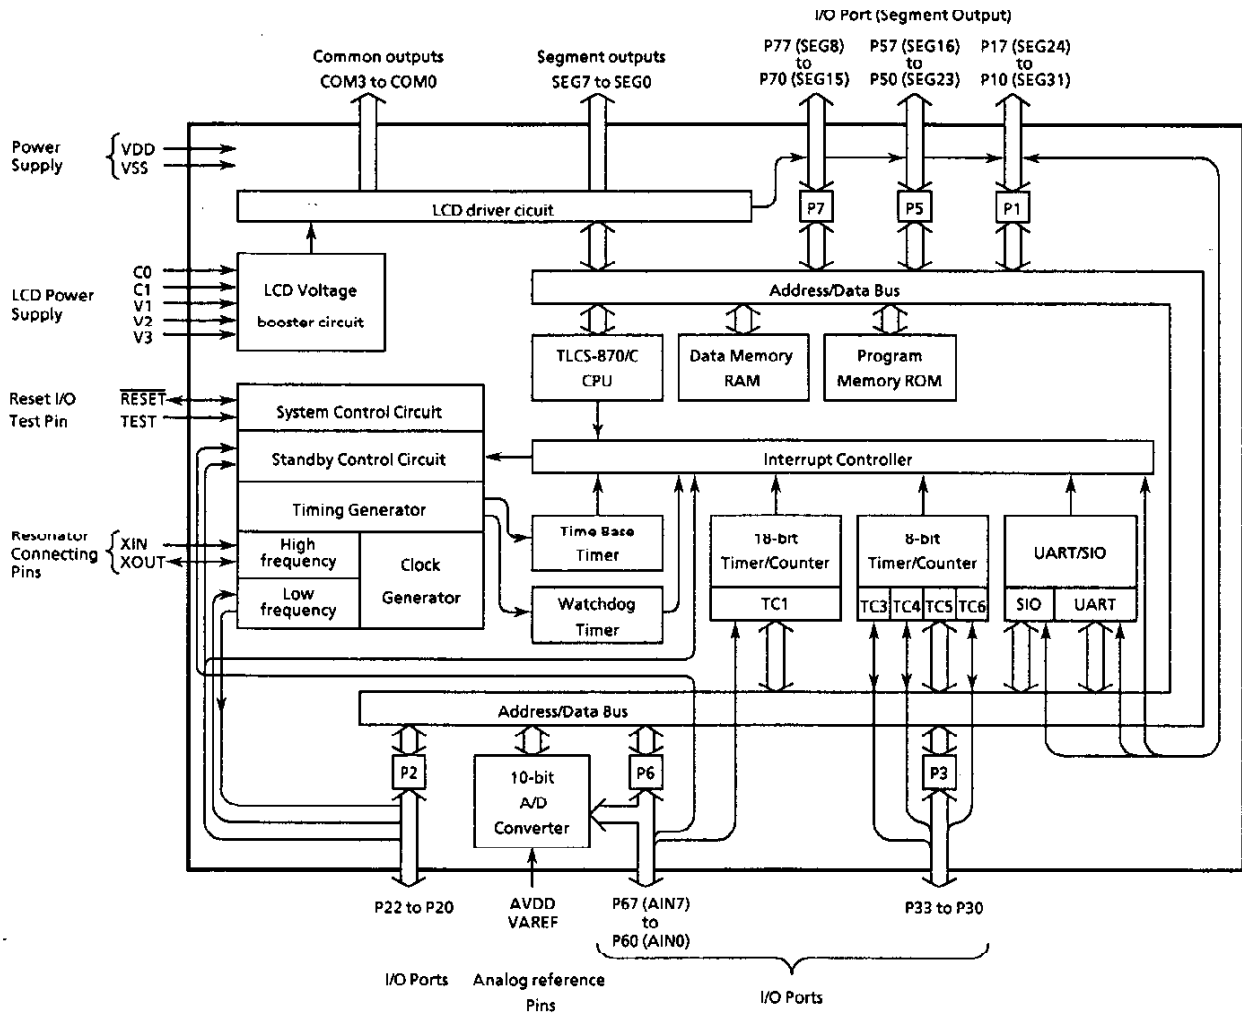 I/O Port (Segment Output)
Common outputs
COM3 to COM0
Segment outputs
SEG7 to SEG0
P77 (SEG8)
to
P70 (SEG15)
P57 (SEG16)
to
P50 (SEG23)
P17 (SEG24)
to
P10 (SEG31)
Power
Supply
VDD
VSS
LCD driver cicuit
P7
P5
P1
LCD Power
Supply
C0
C1
V1
V2
V3
LCD Voltage
booster circuit
Address/Data Bus
TLCS-870/C
CPU
Data Memory
RAM
Program
Memory ROM
Reset I/O
RESET
Test Pin
TEST
System Control Circuit
Standby Control Circuit
Interrupt Controller
Timing Generator
Resonator
Connecting
Pins
XIN
XOUT
High
frequency
Low
frequency
Clock
Generator
Time Base
Timer
Watchdog
Timer
18-bit
Timer/Counter
TC1
8-bit
Timer/Counter
TC3
TC4
TC5
TC6
UART/SIO
SIO
UART
Address/Data Bus
P2
10-bit
A/D
Converter
P6
P3
P22 to P20
AVDD
VAREF
P67 (AIN7)
to
P60 (AIN0)
P33 to P30
I/O Ports
Analog reference
Pins
I/O Ports